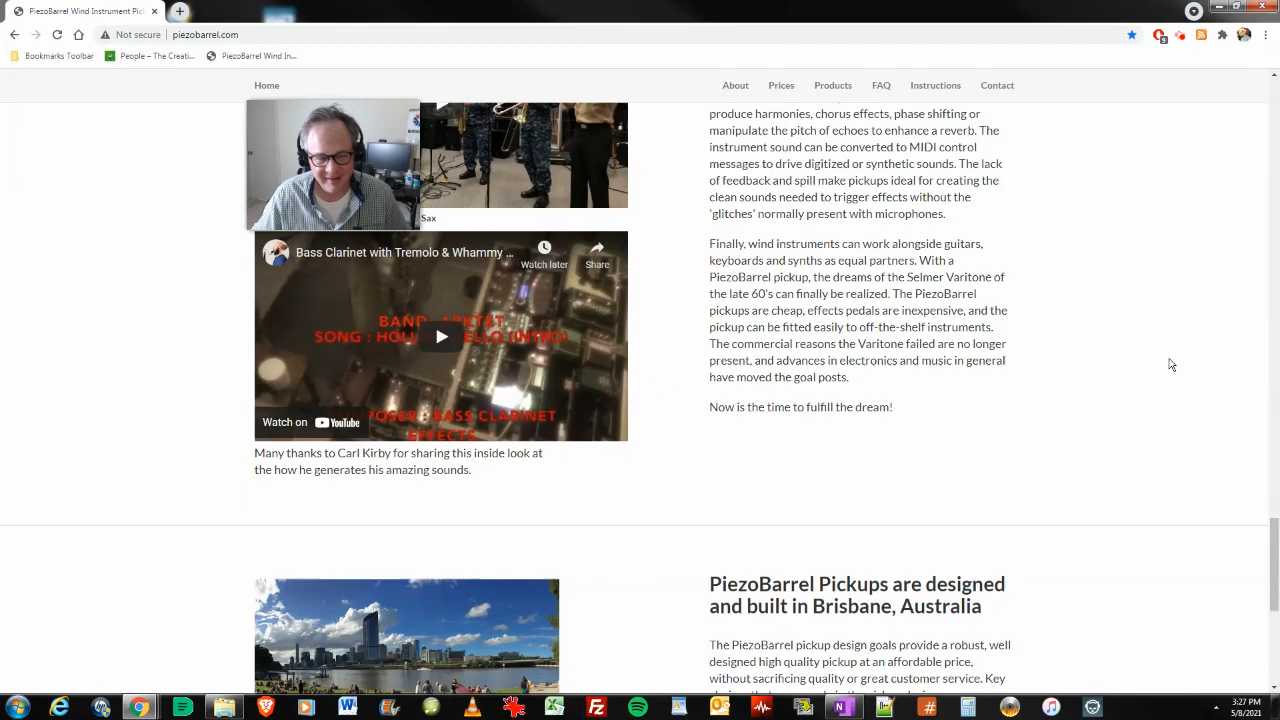 PiezoBarrel Wind Instrument Pic
Not secure
piezobarrel.com
Bookmarks Toolbar
People – The Creati...
PiezoBarrel Wind In...
Home
About
Prices
Products
FAQ
Instructions
Contact
Sax
Bass Clarinet with Tremolo & Whammy ...
Watch later
Share
Watch on YouTube
EFFECTS
Many thanks to Carl Kirby for sharing this inside look at
the how he generates his amazing sounds.
produce harmonies, chorus effects, phase shifting or
manipulate the pitch of echoes to enhance a reverb. The
instrument sound can be converted to MIDI control
messages to drive digitized or synthetic sounds. The lack
of feedback and spill make pickups ideal for creating the
clean sounds needed to trigger effects without the
'glitches' normally present with microphones.
Finally, wind instruments can work alongside guitars,
keyboards and synths as equal partners. With a
PiezoBarrel pickup, the dreams of the Selmer Varitone of
the late 60's can finally be realized. The PiezoBarrel
pickups are cheap, effects pedals are inexpensive, and the
pickup can be fitted easily to off-the-shelf instruments.
The commercial reasons the Varitone failed are no longer
present, and advances in electronics and music in general
have moved the goal posts.
Now is the time to fulfill the dream!
PiezoBarrel Pickups are designed
and built in Brisbane, Australia
The PiezoBarrel pickup design goals provide a robust, well
designed high quality pickup at an affordable price,
without sacrificing quality or great customer service. Key
3:27 PM
5/8/2021